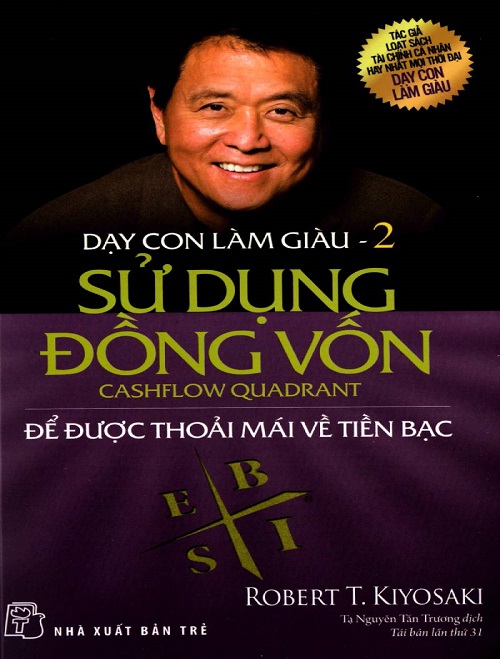 TÁC GIẢ
LOẠT SÁCH
TÀI CHÍNH CÁ NHÂN
HAY NHẤT MỌI THỜI ĐẠI
DẠY CON
LÀM GIÀU
DẠY CON LÀM GIÀU - 2
SỬ DỤNG
ĐỒNG VỐN
CASHFLOW QUADRANT
ĐỂ ĐƯỢC THOẢI MÁI VỀ TIỀN BẠC
E B
S I
ROBERT T. KIYOSAKI
Tạ Nguyễn Tấn Trương dịch
Tái bản lần thứ 31
NHÀ XUẤT BẢN TRẺ